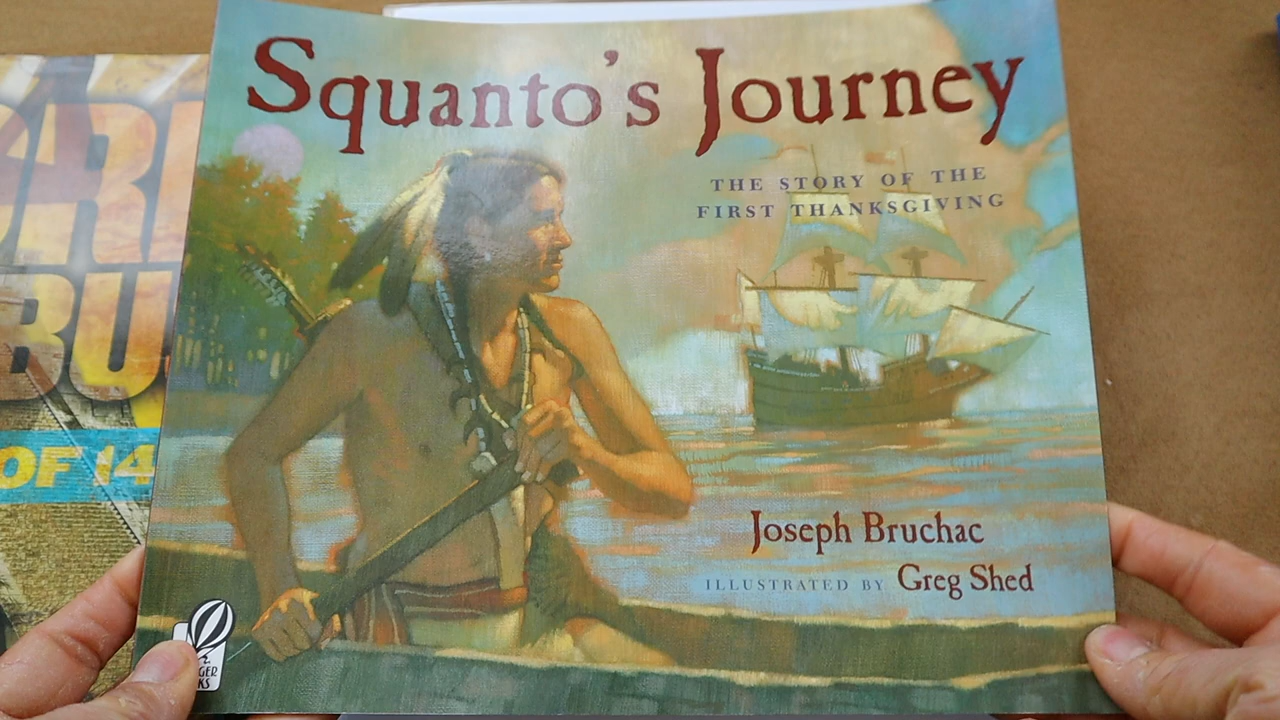 Squanto's Journey
THE STORY OF THE
FIRST THANKSGIVING
Joseph Bruchac
ILLUSTRATED BY Greg Shed
OF 14